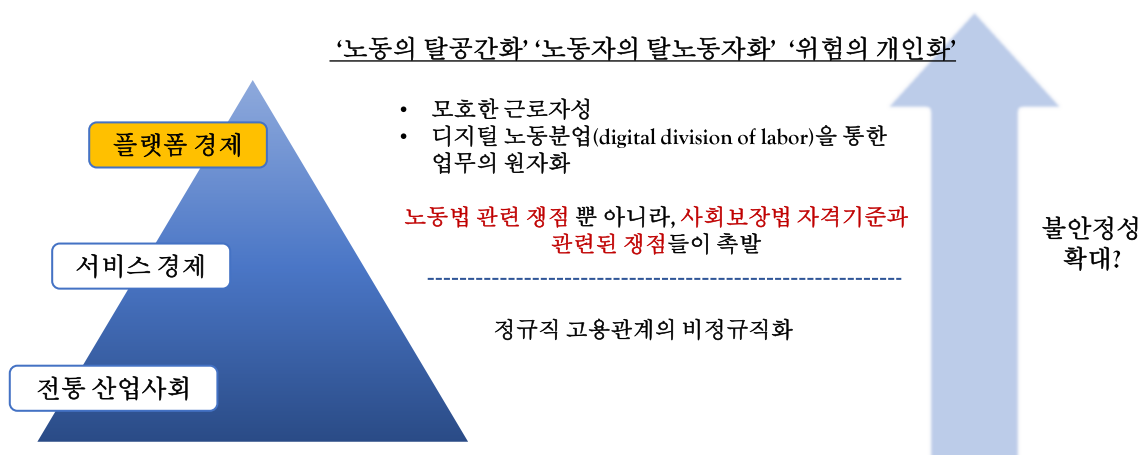 ‘노동의 탈공간화’ ‘노동자의 탈노동자화’ ‘위험의 개인화’
• 모호한 근로자성
• 디지털 노동분업(digital division of labor)을 통한
업무의 원자화
플랫폼 경제
노동법 관련 쟁점 뿐 아니라, 사회보장법 자격기준과
관련된 쟁점들이 촉발
서비스 경제
불안정성
확대?
정규직 고용관계의 비정규직화
전통 산업사회